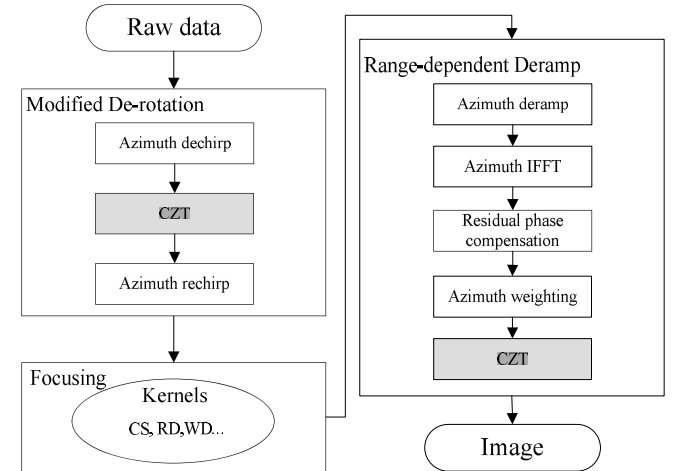 Raw data
Modified De-rotation
Azimuth dechirp
CZT
Azimuth rechirp
Focusing
Kernels
CS, RD,WD...
Range-dependent Deramp
Azimuth deramp
Azimuth IFFT
Residual phase
compensation
Azimuth weighting
CZT
Image